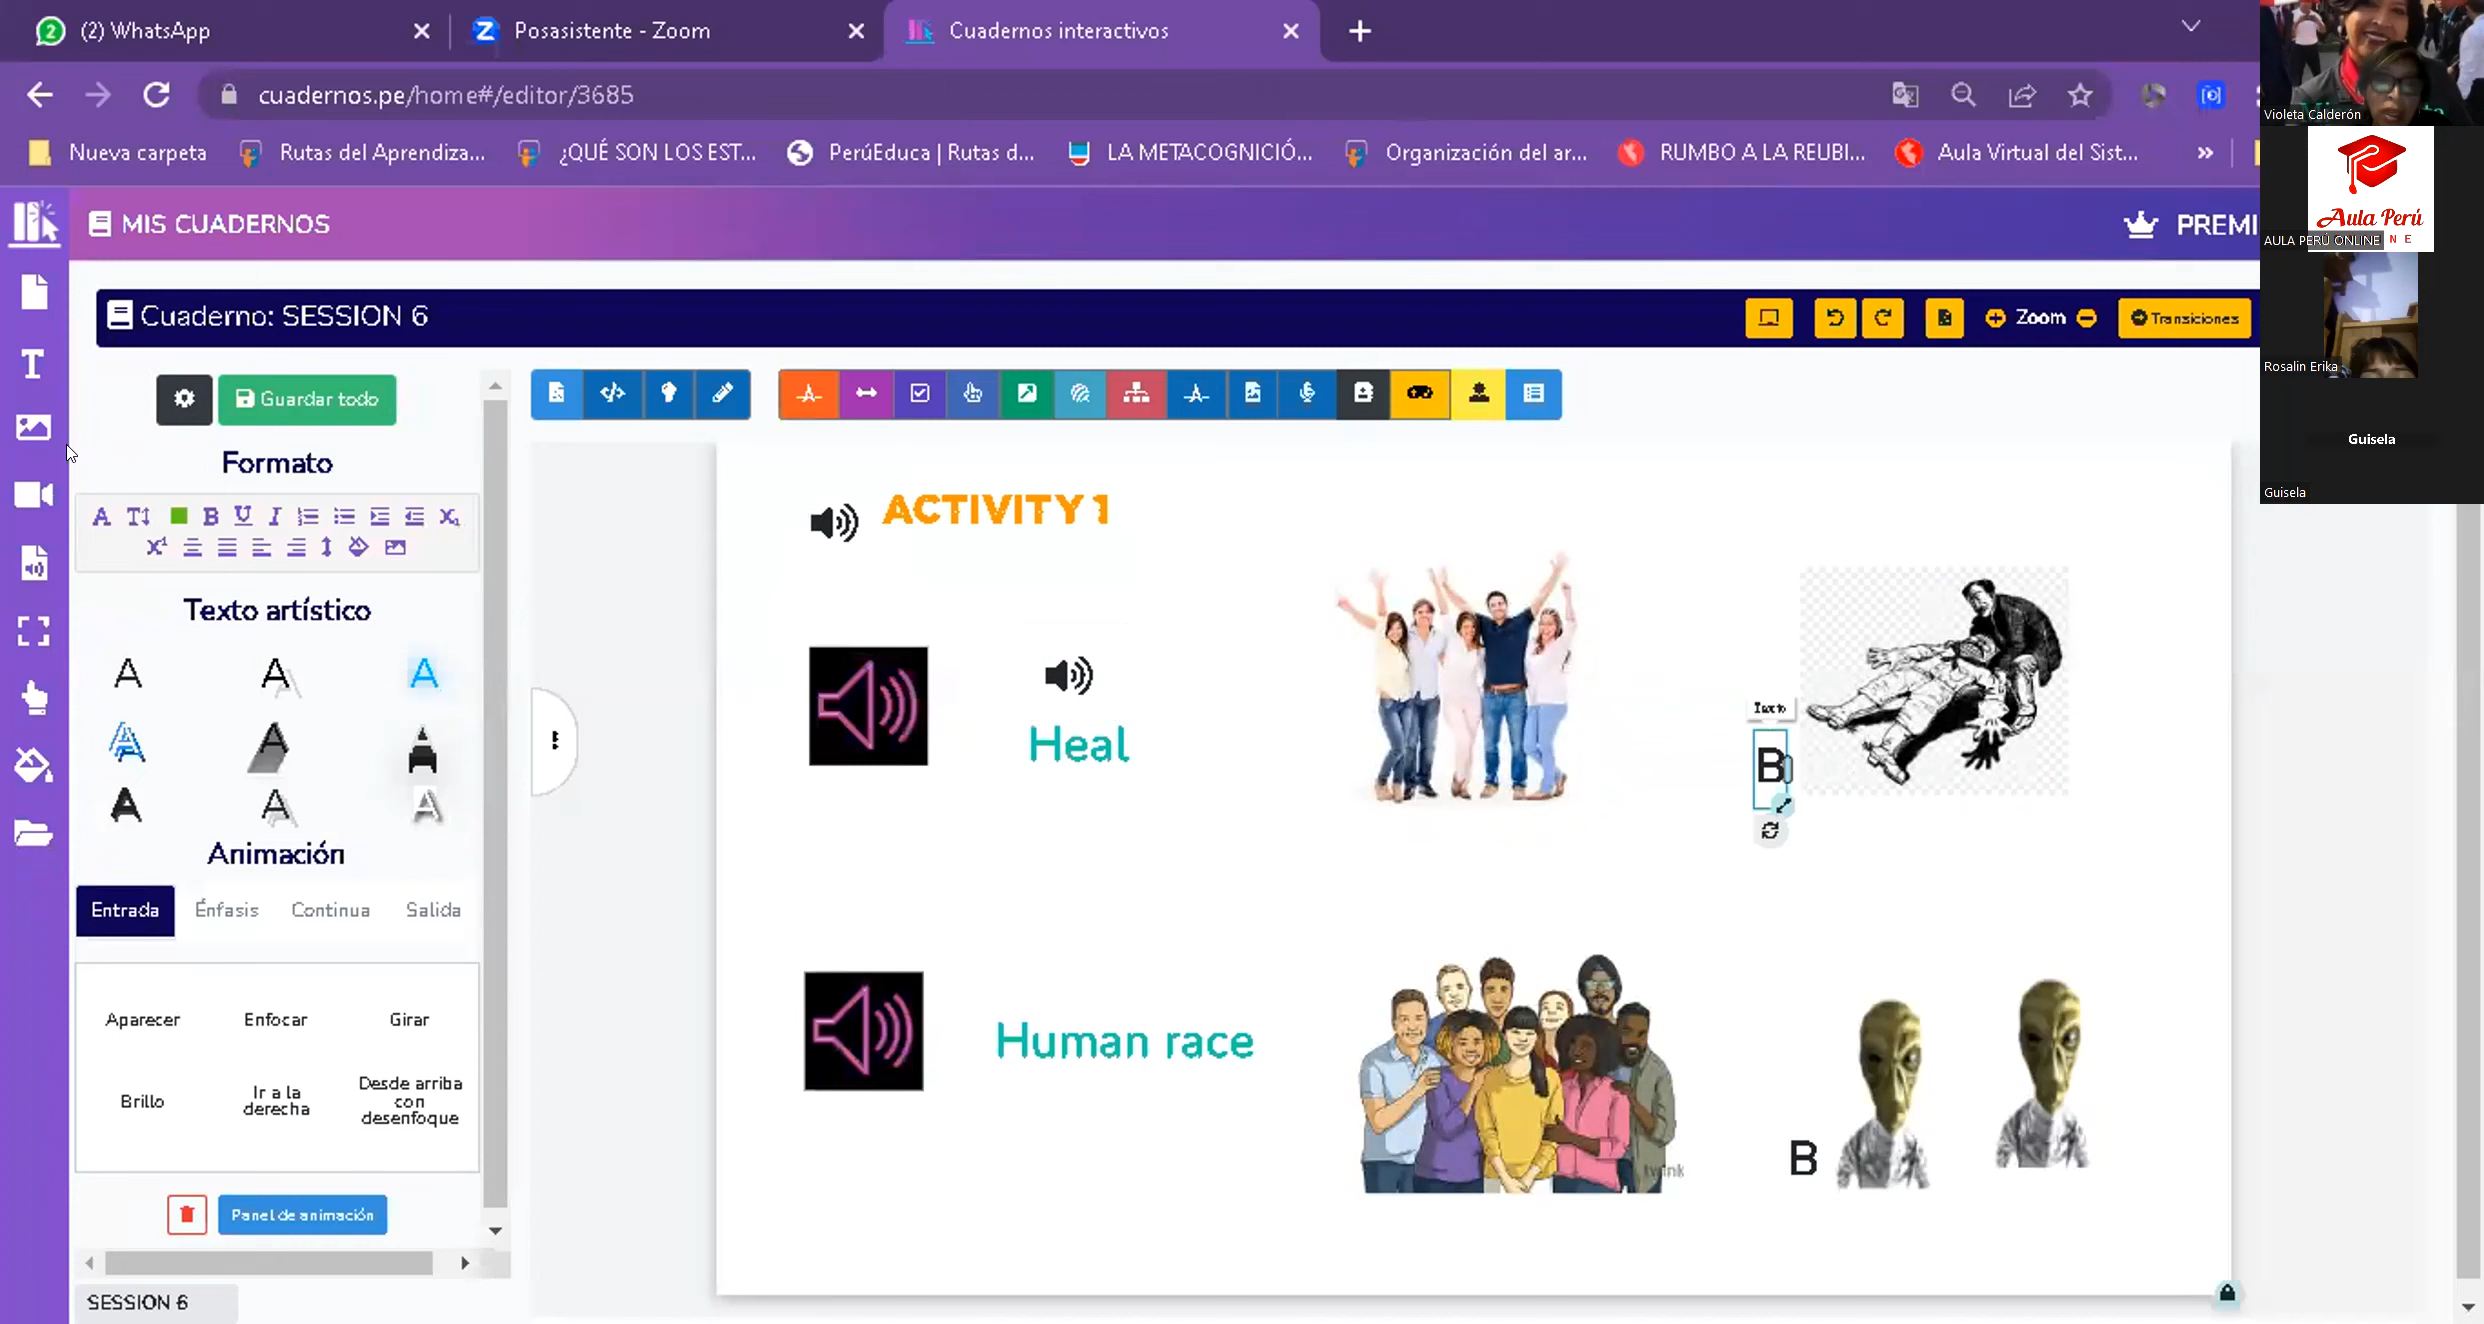 (2) WhatsApp
Posasistente - Zoom
Cuadernos interactivos
cuadernos.pe/home#/editor/3685
Nueva carpeta
Rutas del Aprendiza...
¿QUÉ SON LOS EST...
PerúEduca | Rutas d...
LA METACOGNICIÓ...
Organización del ar...
RUMBO A LA REUBI...
Aula Virtual del Sist...
»
MIS CUADERNOS
PREMI
Cuaderno: SESSION 6
Zoom
Transiciones
Guardar todo
Formato
Texto artístico
Animación
Entrada
Énfasis
Continua
Salida
Aparecer
Enfocar
Girar
Brillo
Ir a la
derecha
Desde arriba
con
desenfoque
Panel de animación
SESSION 6
ACTIVITY 1
Heal
Texto
B
Human race
B
Violeta Calderón
Aula Perú
AULA PERÚ ONLINE
N E
Rosalin Erika
Guisela
Guisela